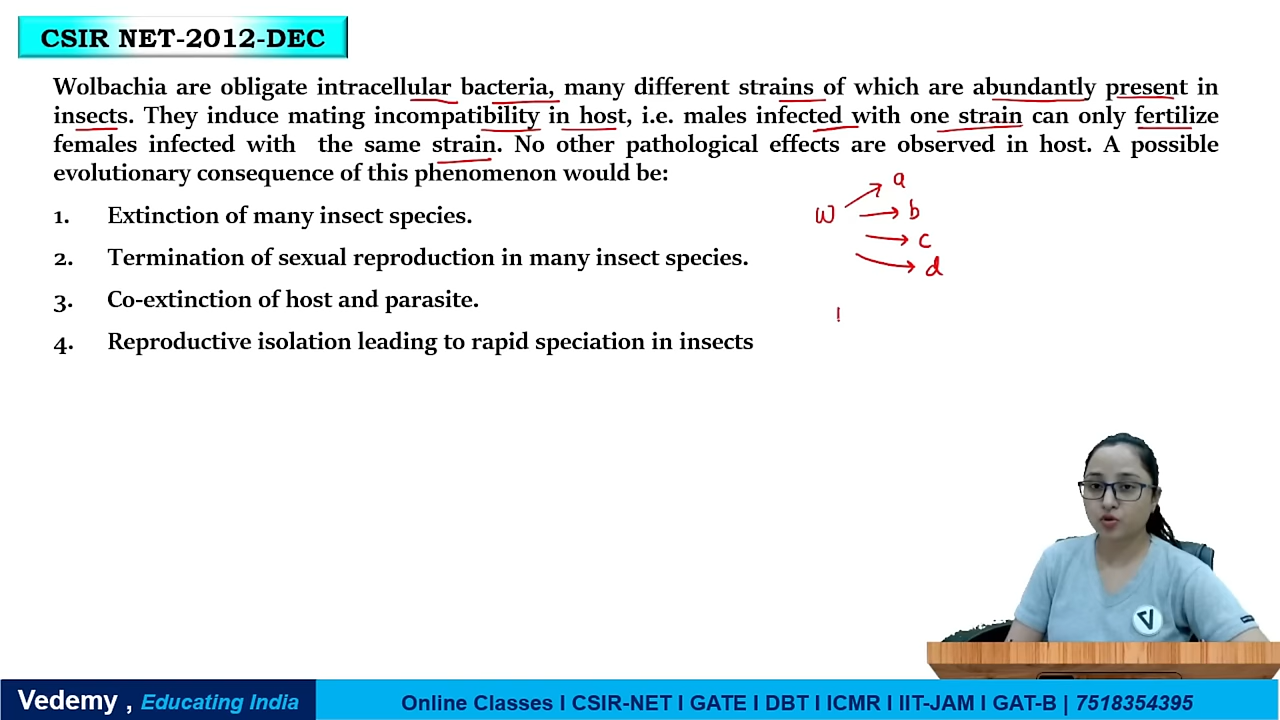 CSIR NET-2012-DEC
Wolbachia are obligate intracellular bacteria, many different strains of which are abundantly present in
insects. They induce mating incompatibility in host, i.e. males infected with one strain can only fertilize
females infected with the same strain. No other pathological effects are observed in host. A possible
evolutionary consequence of this phenomenon would be:
1. Extinction of many insect species.
2. Termination of sexual reproduction in many insect species.
3. Co-extinction of host and parasite.
4. Reproductive isolation leading to rapid speciation in insects
a
W b
c
d
Vedemy , Educating India
Online Classes I CSIR-NET I GATE I DBT I ICMR I IIT-JAM I GAT-B | 7518354395